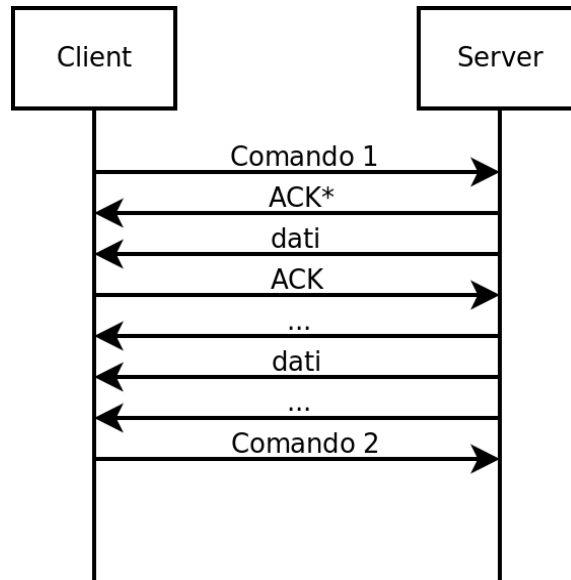 Client
Server
Comando 1
ACK*
dati
ACK
...
dati
...
Comando 2